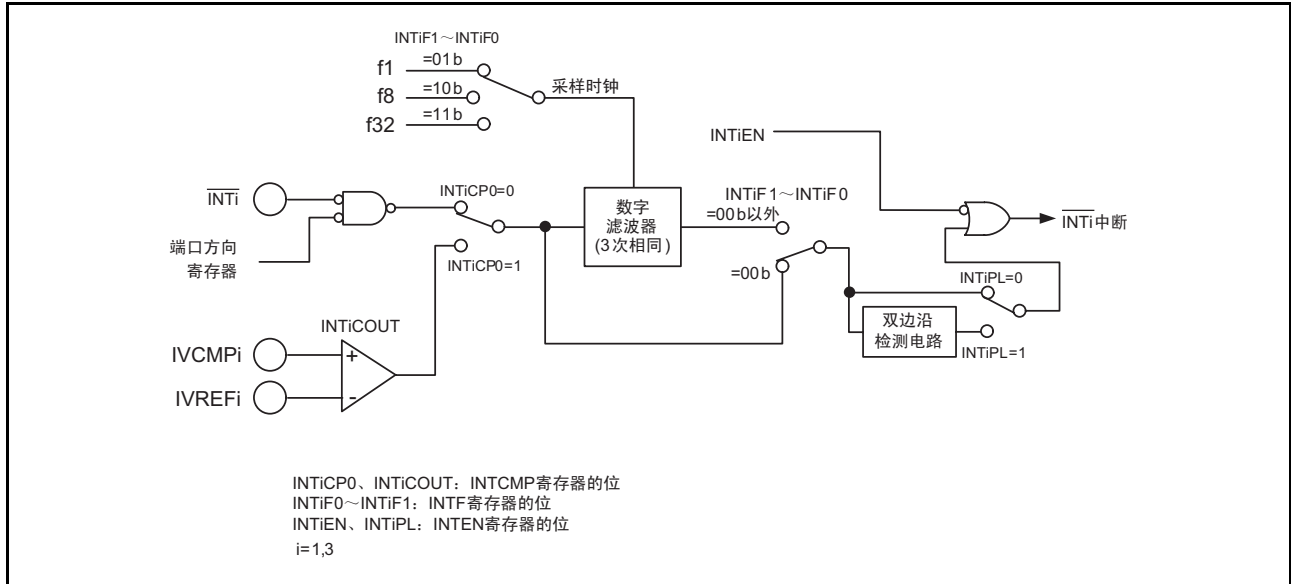 INTiF1～INTiF0
f1
=01b
采样时钟
f8
=10b
f32
=11b
INTiEN
INTi
INTiCP0=0
数字
滤波器
(3次相同)
INTiF1～INTiF0
=00b以外
INTi中断
端口方向
寄存器
INTiCP0=1
=00b
INTiPL=0
INTiCOUT
双边沿
检测电路
INTiPL=1
IVCMPi
+
IVREFi
-
INTiCP0、INTiCOUT：INTCMP寄存器的位
INTiF0～INTiF1：INTF寄存器的位
INTiEN、INTiPL：INTEN寄存器的位
i=1,3